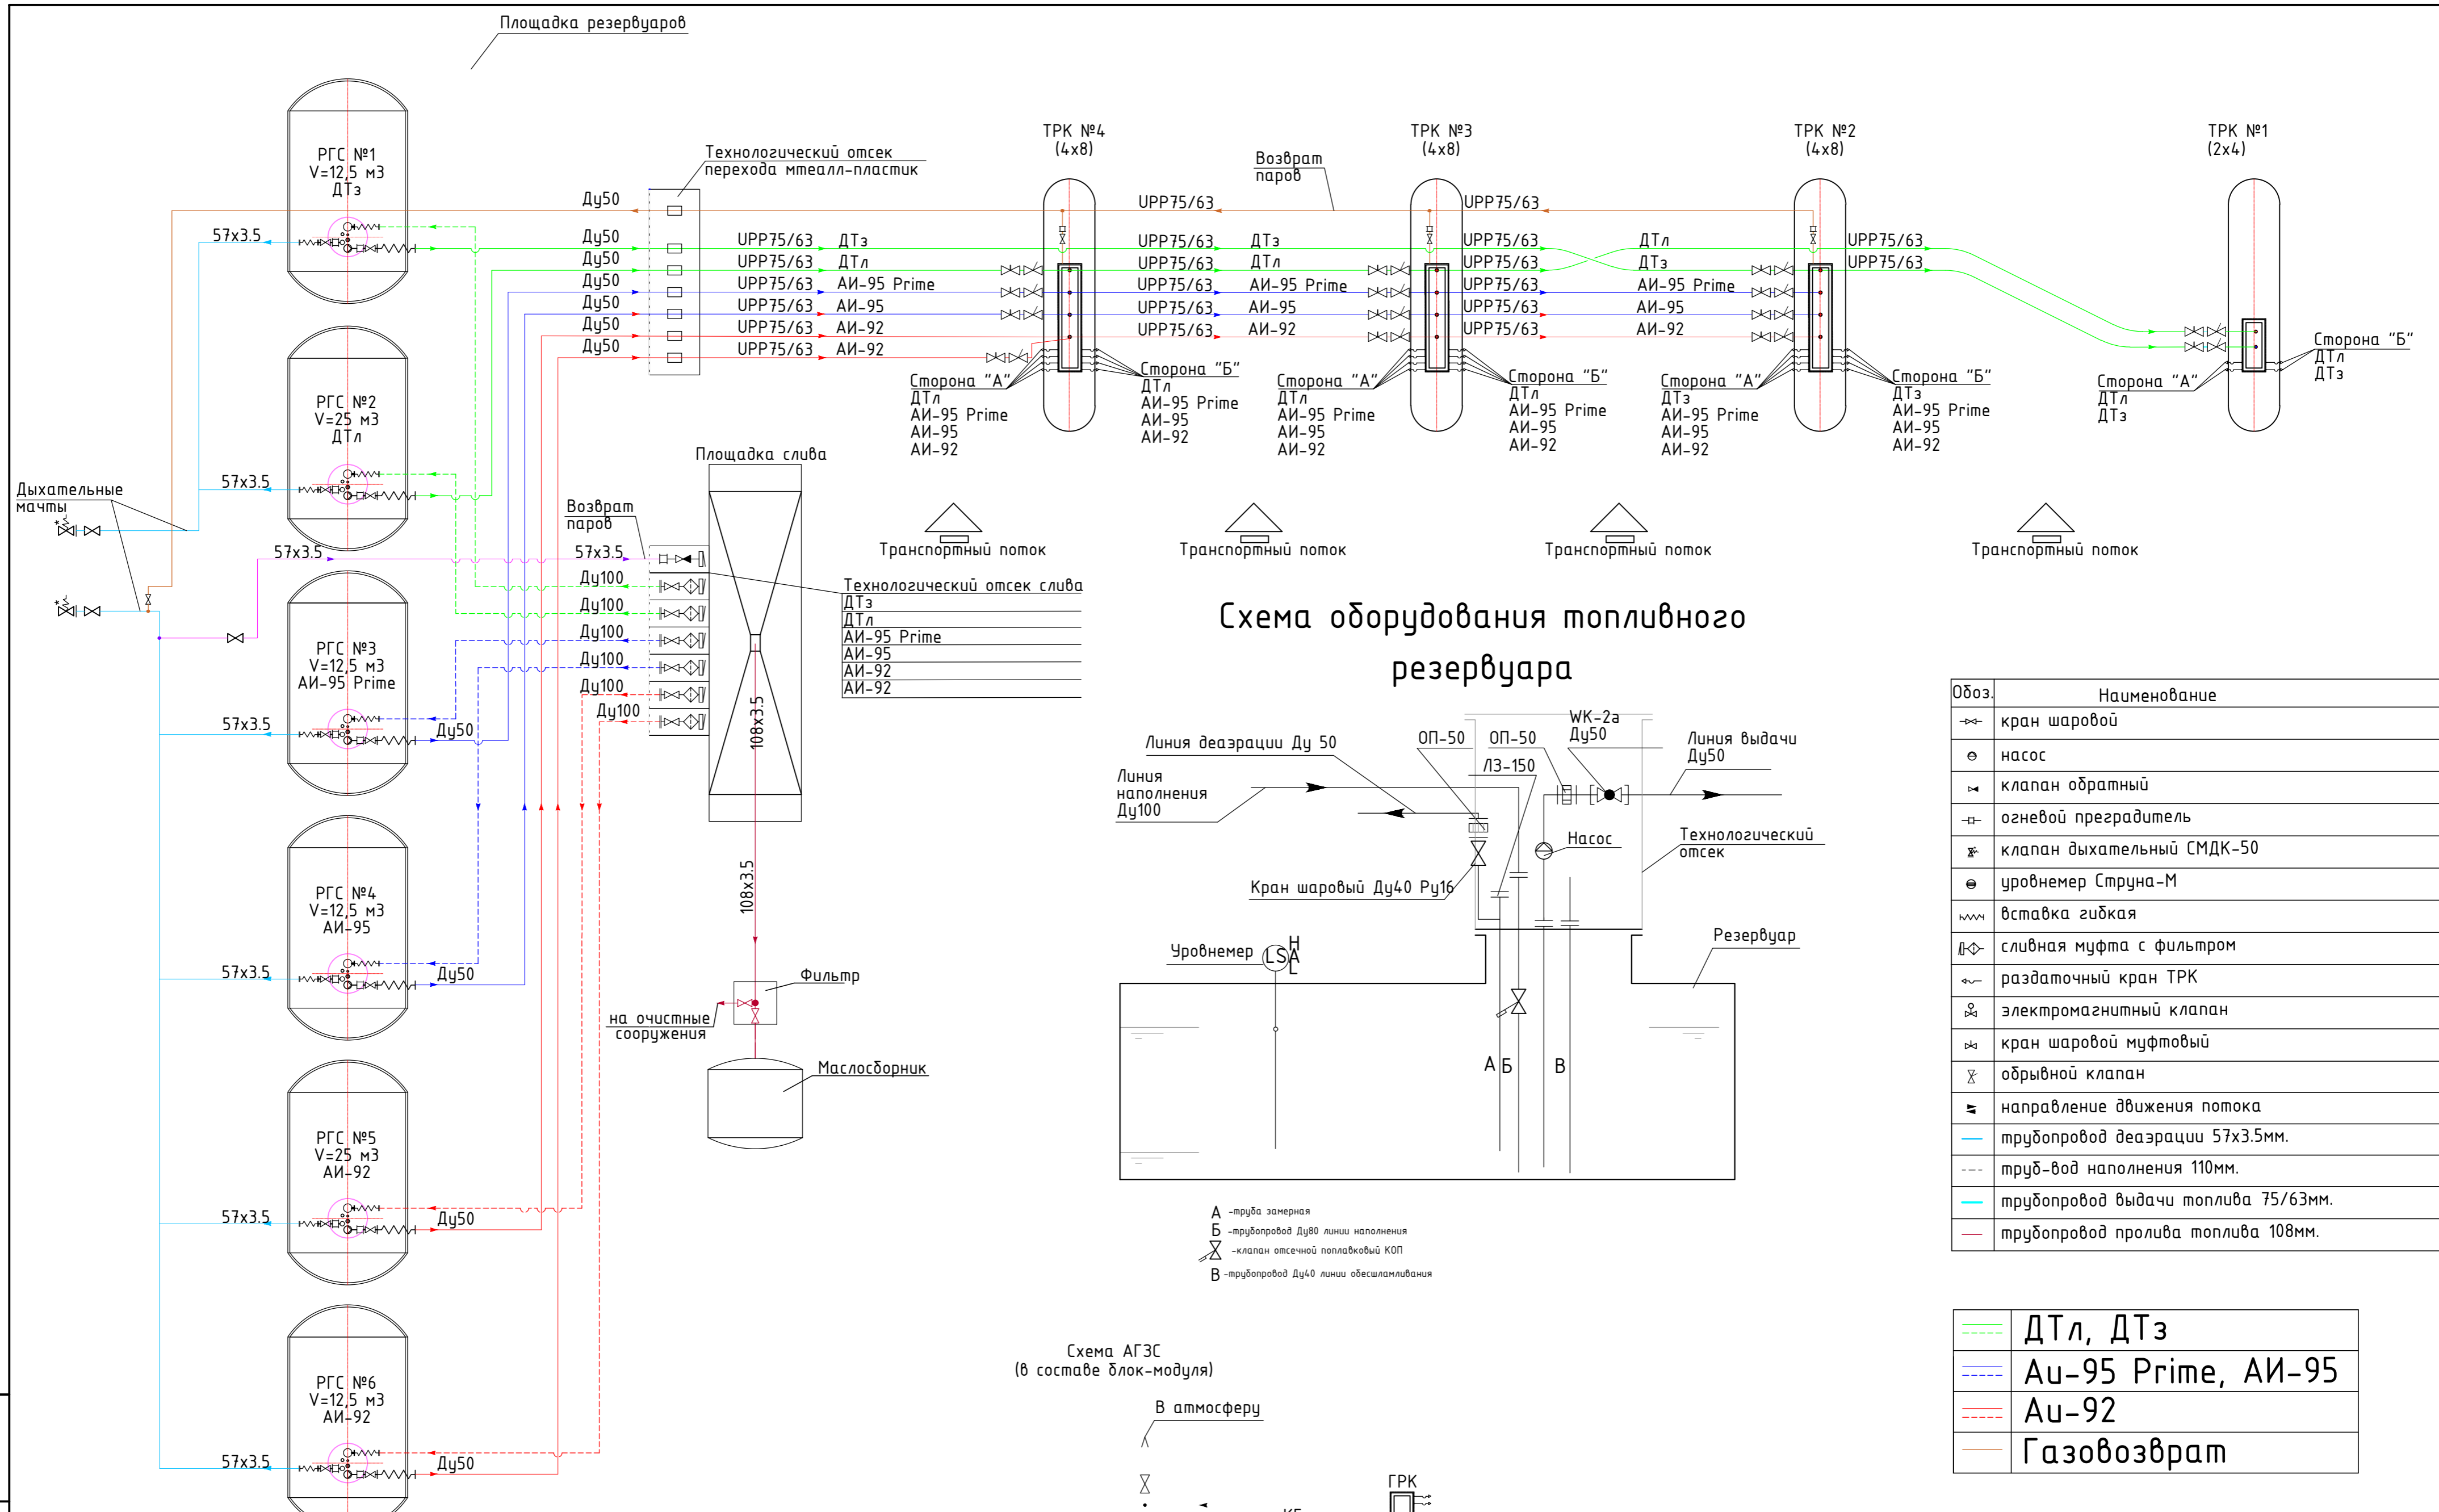 Площадка резервуаров
РГС №1
V=12,5 м3
ДТз
57х3.5
РГС №2
V=25 м3
ДТл
57х3.5
Дыхательные
мачты
57х3.5
РГС №3
V=12,5 м3
АИ-95 Prime
57х3.5
Ду50
РГС №4
V=12,5 м3
АИ-95
57х3.5
Ду50
РГС №5
V=25 м3
АИ-92
57х3.5
Ду50
РГС №6
V=12,5 м3
АИ-92
57х3.5
Ду50
Технологический отсек
перехода мтеалл-пластик
Ду50
Ду50
Ду50
Ду50
Ду50
Ду50
Ду50
UPP75/63 ДТз
UPP75/63 ДТл
UPP75/63 АИ-95 Prime
UPP75/63 АИ-95
UPP75/63 АИ-92
UPP75/63 АИ-92
ТРК №4
(4х8)
Сторона "А"
ДТл
АИ-95 Prime
АИ-95
АИ-92
Сторона "Б"
ДТл
АИ-95 Prime
АИ-95
АИ-92
Возврат
паров
UPP75/63
UPP75/63 ДТз
UPP75/63 ДТл
UPP75/63 АИ-95 Prime
UPP75/63 АИ-95
UPP75/63 АИ-92
ТРК №3
(4х8)
Сторона "А"
ДТл
АИ-95 Prime
АИ-95
АИ-92
Сторона "Б"
ДТл
АИ-95 Prime
АИ-95
АИ-92
UPP75/63
UPP75/63 ДТл
UPP75/63 ДТз
UPP75/63 АИ-95 Prime
UPP75/63 АИ-95
UPP75/63 АИ-92
ТРК №2
(4х8)
Сторона "А"
ДТз
АИ-95 Prime
АИ-95
АИ-92
Сторона "Б"
ДТз
АИ-95 Prime
АИ-95
АИ-92
UPP75/63
UPP75/63
ТРК №1
(2х4)
Сторона "А"
ДТл
ДТз
Сторона "Б"
ДТл
ДТз
Транспортный поток
Транспортный поток
Транспортный поток
Транспортный поток
Площадка слива
Возврат
паров
57х3.5
Ду100
Ду100
Ду100
Ду100
Ду100
Ду100
Технологический отсек слива
ДТз
ДТл
АИ-95 Prime
АИ-95
АИ-92
АИ-92
108х3.5
108х3.5
Фильтр
на очистные
сооружения
Маслосборник
Схема оборудования топливного
резервуара
Линия деаэрации Ду 50
Линия
наполнения
Ду100
ОП-50
ОП-50
ЛЗ-150
WK-2а
Ду50
Линия выдачи
Ду50
Насос
Технологический
отсек
Кран шаровый Ду40 Ру16
Уровнемер
LSA
H
L
Резервуар
А
Б
В
А -труба замерная
Б -трубопровод Ду80 линии наполнения
-клапан отсечной поплавковый КОП
В -трубопровод Ду40 линии обесшламливания
Обоз. Наименование
кран шаровой
насос
клапан обратный
огневой преградитель
клапан дыхательный СМДК-50
уровнемер Струна-М
вставка гибкая
сливная муфта с фильтром
раздаточный кран ТРК
электромагнитный клапан
кран шаровой муфтовый
обрывной клапан
направление движения потока
трубопровод деаэрации 57х3.5мм.
труб-вод наполнения 110мм.
трубопровод выдачи топлива 75/63мм.
трубопровод пролива топлива 108мм.
ДТл, ДТз
Аи-95 Prime, АИ-95
Аи-92
Газовозврат
Схема АГЗС
(в составе блок-модуля)
В атмосферу
ГРК